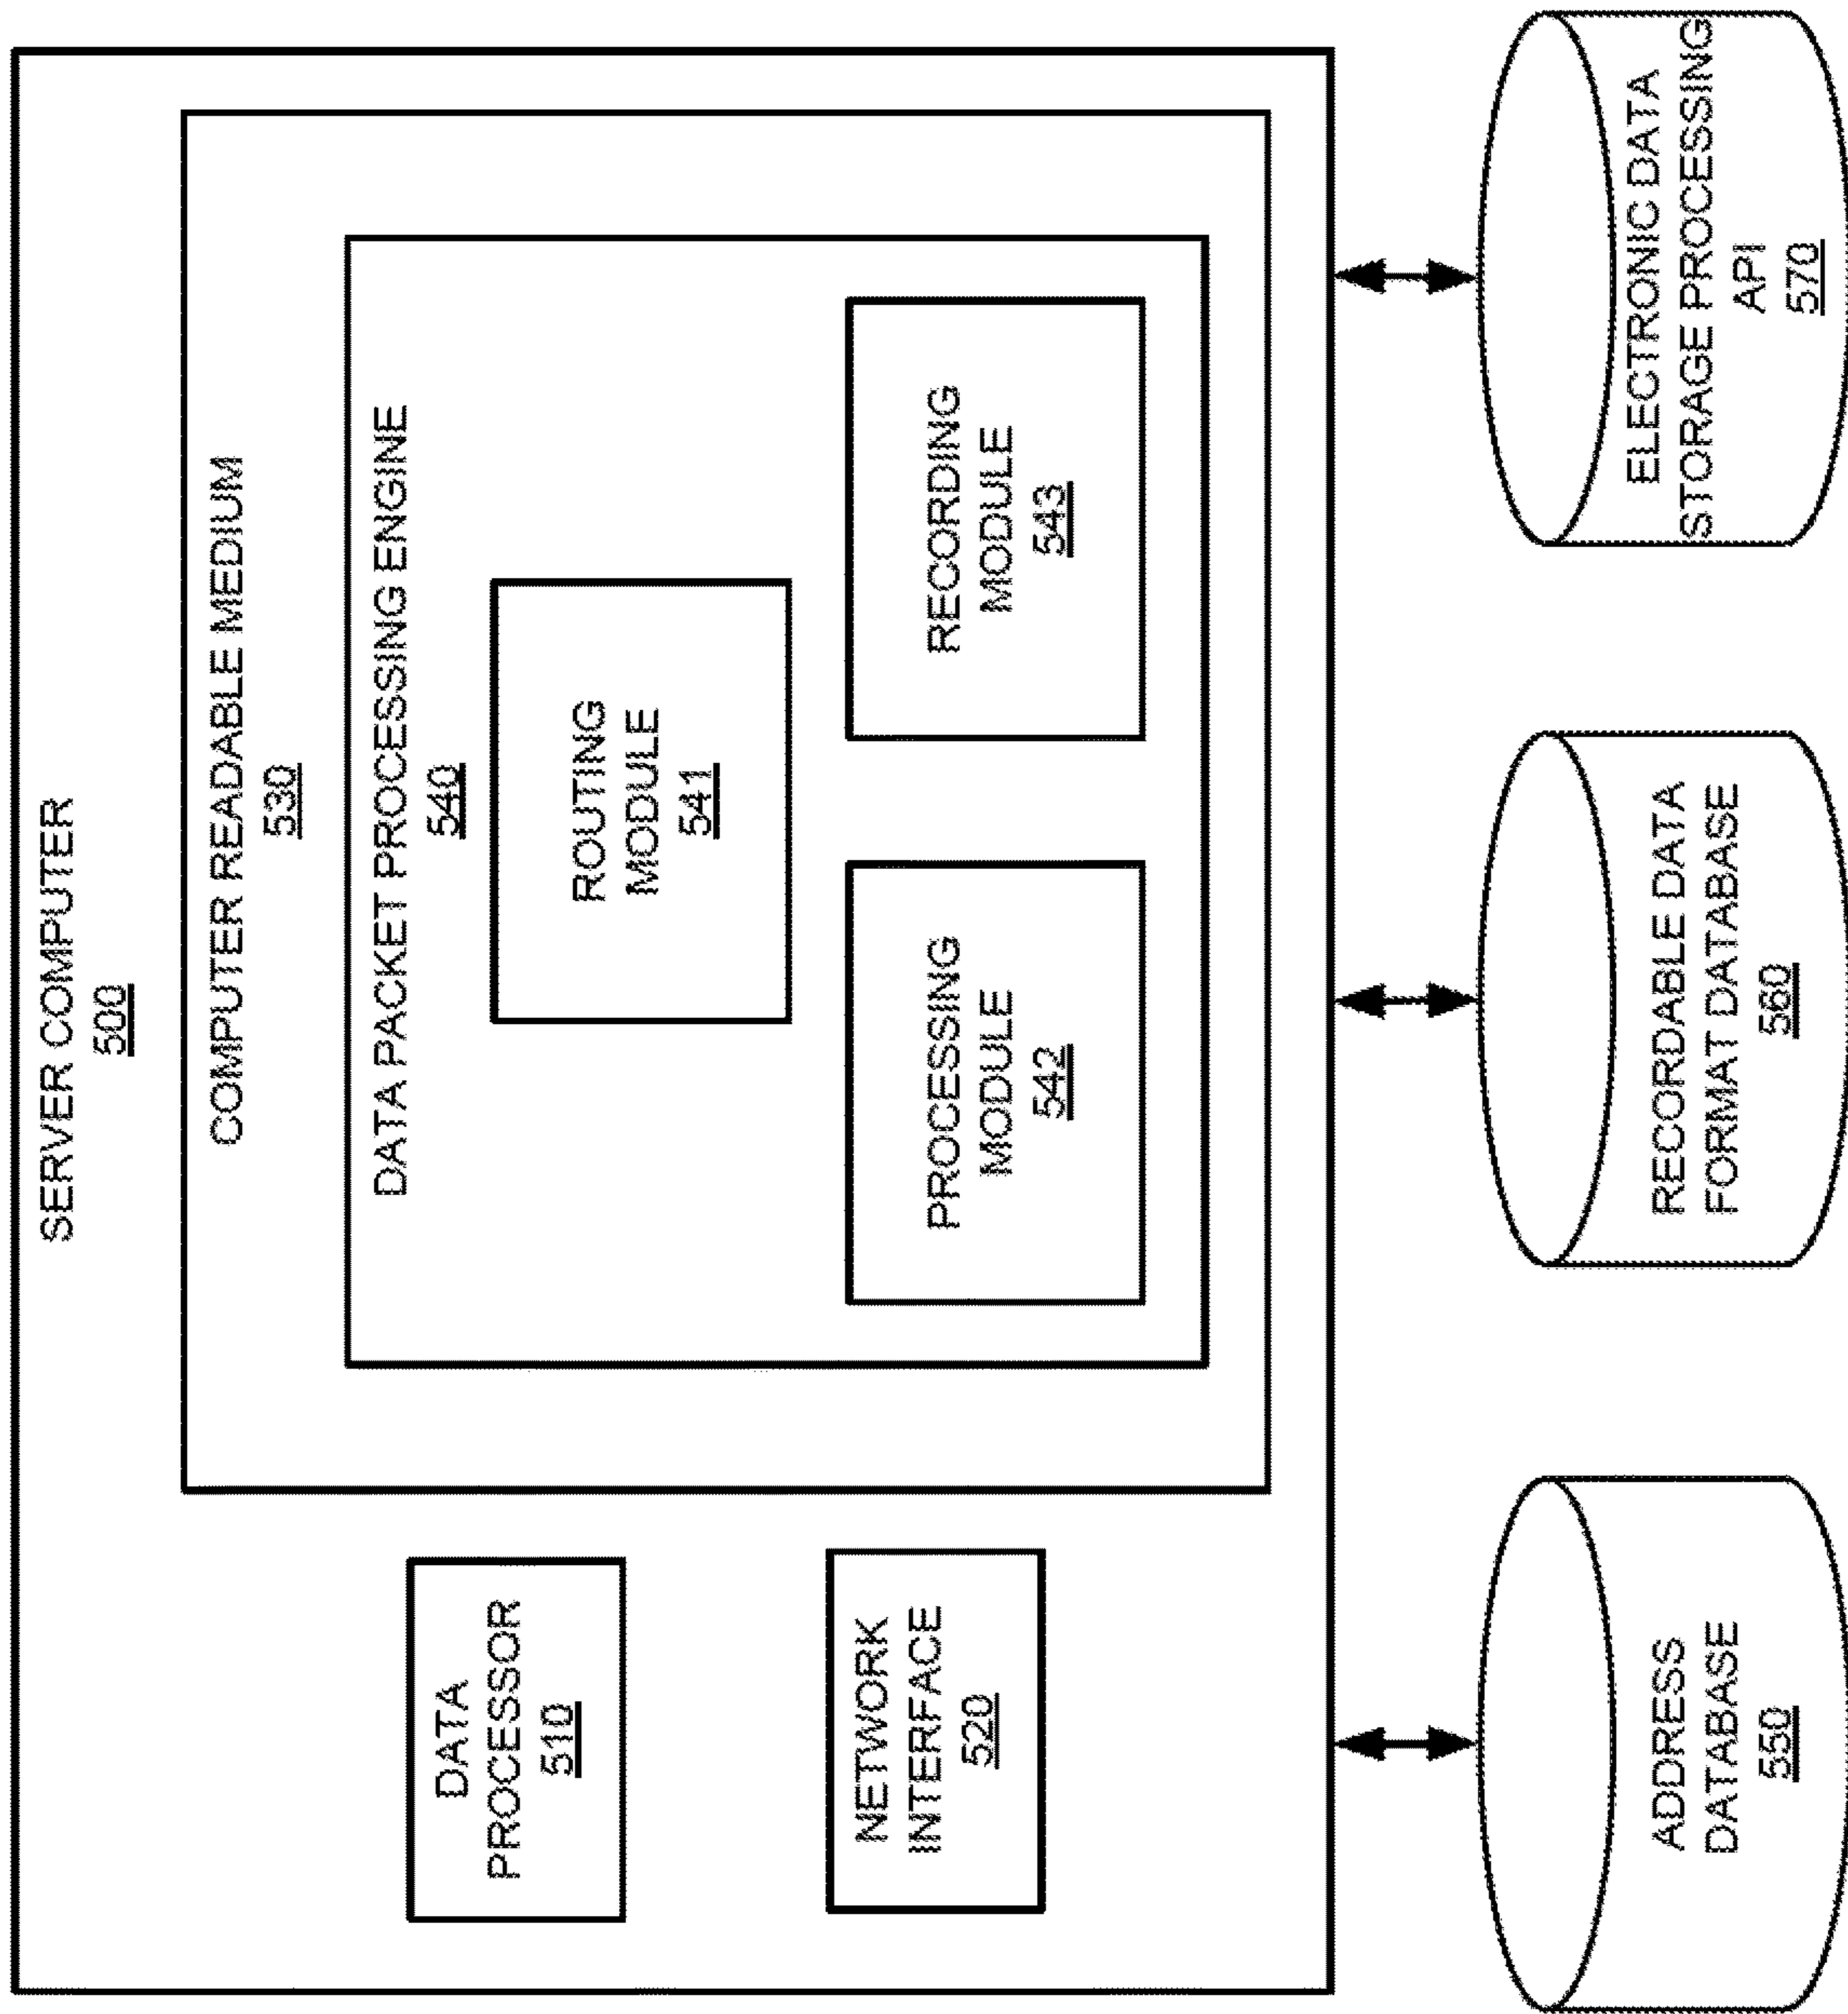 SERVER COMPUTER
500
DATA
PROCESSOR
510
NETWORK
INTERFACE
520
COMPUTER READABLE MEDIUM
530
DATA PACKET PROCESSING ENGINE
540
ROUTING
MODULE
541
PROCESSING
MODULE
542
RECORDING
MODULE
543
ADDRESS
DATABASE
550
RECORDABLE DATA
FORMAT DATABASE
560
ELECTRONIC DATA
STORAGE PROCESSING
API
570